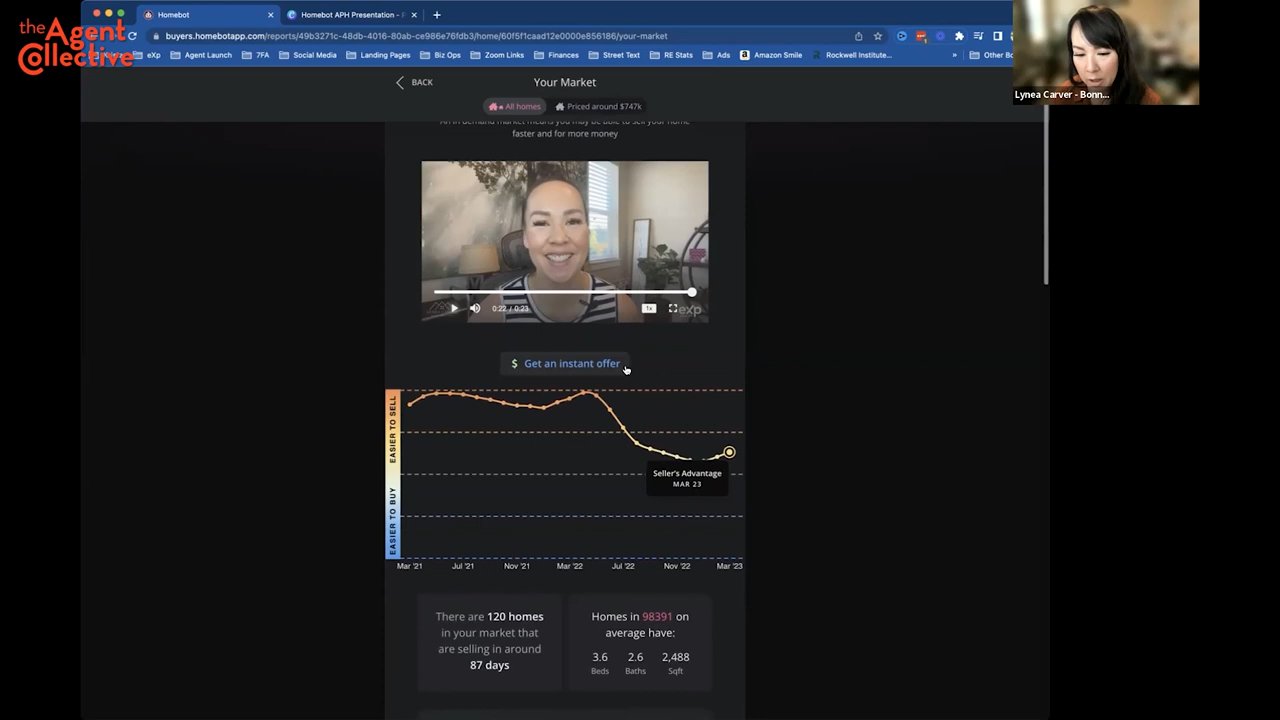 the Agent Collective
Homebot
Homebot APH Presentation - P
buyers.homebotapp.com/reports/49b3271c-48db-4016-80ab-ce986e76fdb3/home/60f5f1caad12e0000e856186/your-market
eXp
Agent Launch
7FA
Social Media
Landing Pages
Biz Ops
Zoom Links
Finances
Street Text
RE Stats
Ads
Amazon Smile
Rockwell Institute...
»
Other Bo
Lynea Carver - Bonn...
BACK
Your Market
All homes
Priced around $747k
faster and for more money
0:22 / 0:23
1x
exp
$ Get an instant offer
EASIER TO SELL
EASIER TO BUY
Seller's Advantage
MAR 23
Mar '21
Jul '21
Nov '21
Mar '22
Jul '22
Nov '22
Mar '23
There are 120 homes
in your market that
are selling in around
87 days
Homes in 98391 on
average have:
3.6
2.6
2,488
Beds
Baths
Sqft